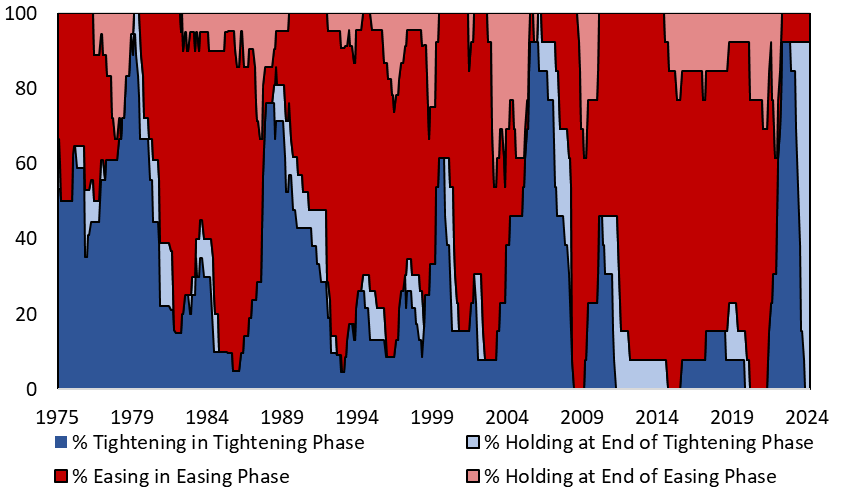 100
80
60
40
20
0
1975 1979 1984 1989 1994 1999 2004 2009 2014 2019 2024
% Tightening in Tightening Phase % Holding at End of Tightening Phase
% Easing in Easing Phase % Holding at End of Easing Phase